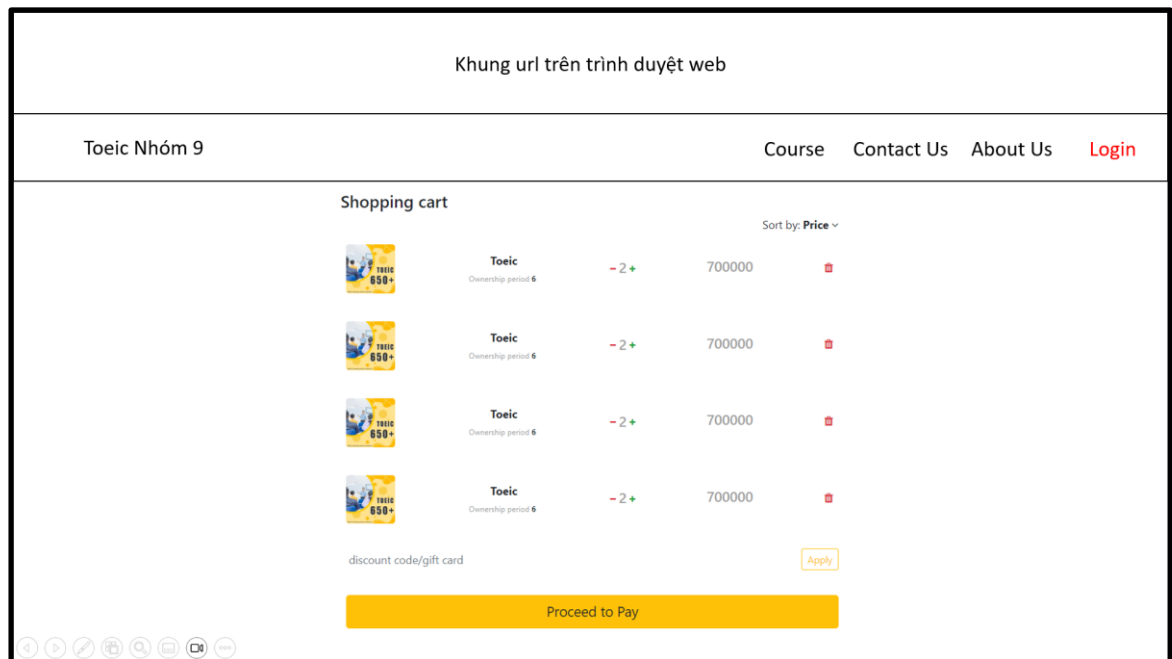 Khung url trên trình duyệt web
Toeic Nhóm 9 Course Contact Us About Us Login
Shopping cart
Sort by: Price
TOEIC
650+
Toeic
Ownership period 6
- 2 +
700000
TOEIC
650+
Toeic
Ownership period 6
- 2 +
700000
TOEIC
650+
Toeic
Ownership period 6
- 2 +
700000
TOEIC
650+
Toeic
Ownership period 6
- 2 +
700000
discount code/gift card Apply
Proceed to Pay